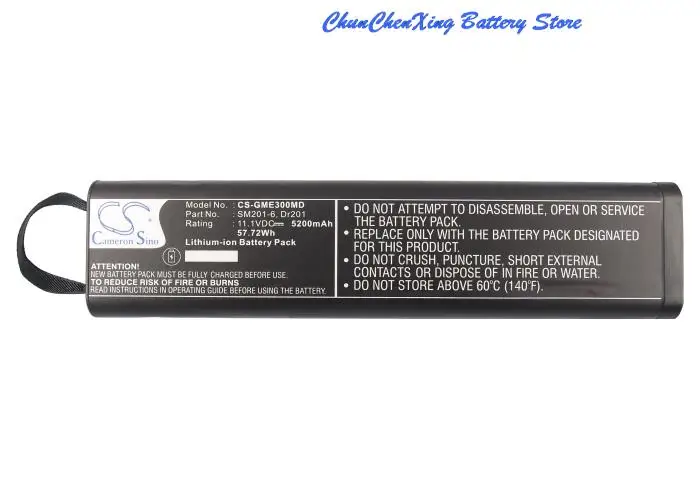 ChunChenXing Battery Store
CS
Cameron Sino
Model No. : CS-GME300MD
Part No. : SM201-6, Dr201
Rating : 11.1VDC⎓ 5200mAh
57.72Wh
Lithium-ion Battery Pack
ATTENTION!
NEW BATTERY PACK MUST BE FULLY CHARGED BEFORE USE.
TO REDUCE RISK OF FIRE OR BURNS
READ INSTRUCTIONS IN OPERATING GUIDE BEFORE USING THE BATTERY.
• DO NOT ATTEMPT TO DISASSEMBLE, OPEN OR SERVICE
THE BATTERY PACK.
• REPLACE ONLY WITH THE BATTERY PACK DESIGNATED
FOR THIS PRODUCT.
• DO NOT CRUSH, PUNCTURE, SHORT EXTERNAL
CONTACTS OR DISPOSE OF IN FIRE OR WATER.
• DO NOT STORE ABOVE 60°C (140°F).